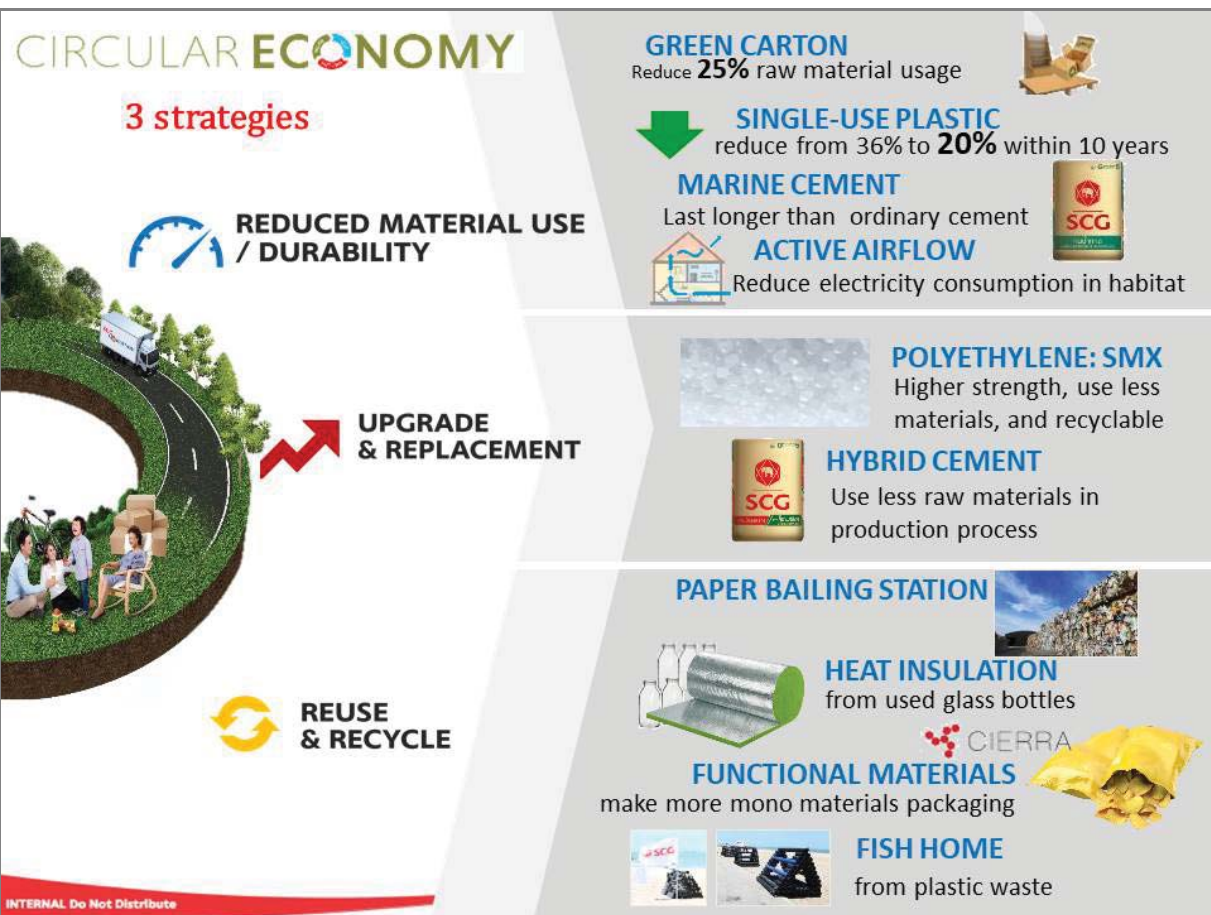 CIRCULAR ECONOMY
3 strategies
REDUCED MATERIAL USE
/ DURABILITY
GREEN CARTON
Reduce 25% raw material usage
SINGLE-USE PLASTIC
reduce from 36% to 20% within 10 years
MARINE CEMENT
Last longer than ordinary cement
SCG
ACTIVE AIRFLOW
Reduce electricity consumption in habitat
UPGRADE
& REPLACEMENT
POLYETHYLENE: SMX
Higher strength, use less
materials, and recyclable
HYBRID CEMENT
SCG
Use less raw materials in
production process
REUSE
& RECYCLE
PAPER BAILING STATION
HEAT INSULATION
from used glass bottles
CIERRA
FUNCTIONAL MATERIALS
make more mono materials packaging
SCG
FISH HOME
from plastic waste
INTERNAL Do Not Distribute